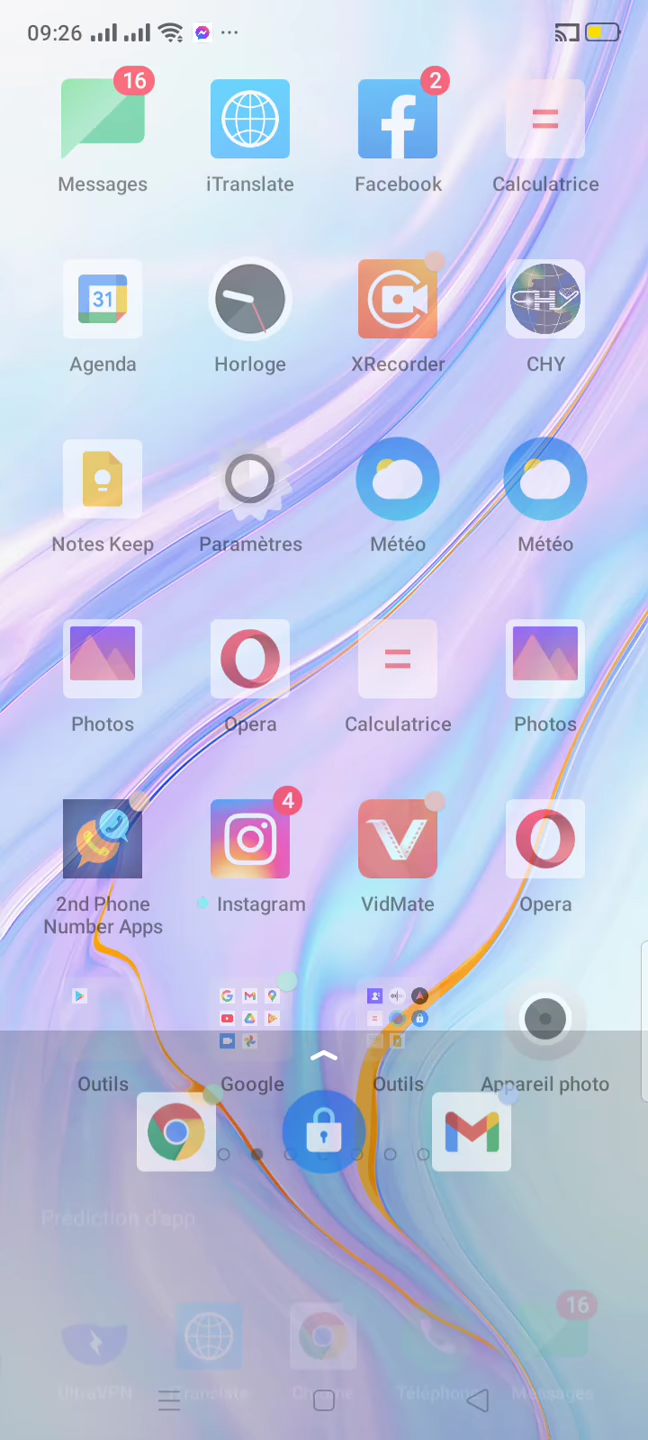 09:26
16
2
Messages
iTranslate
Facebook
Calculatrice
31
CHY
Agenda
Horloge
XRecorder
CHY
Notes Keep
Paramètres
Météo
Météo
Photos
Opera
Calculatrice
Photos
4
2nd Phone
Number Apps
Instagram
VidMate
Opera
Outils
Google
Outils
Appareil photo
Prédiction d'app
16
UltraVPN
iTranslate
Chrome
Téléphone
Messages